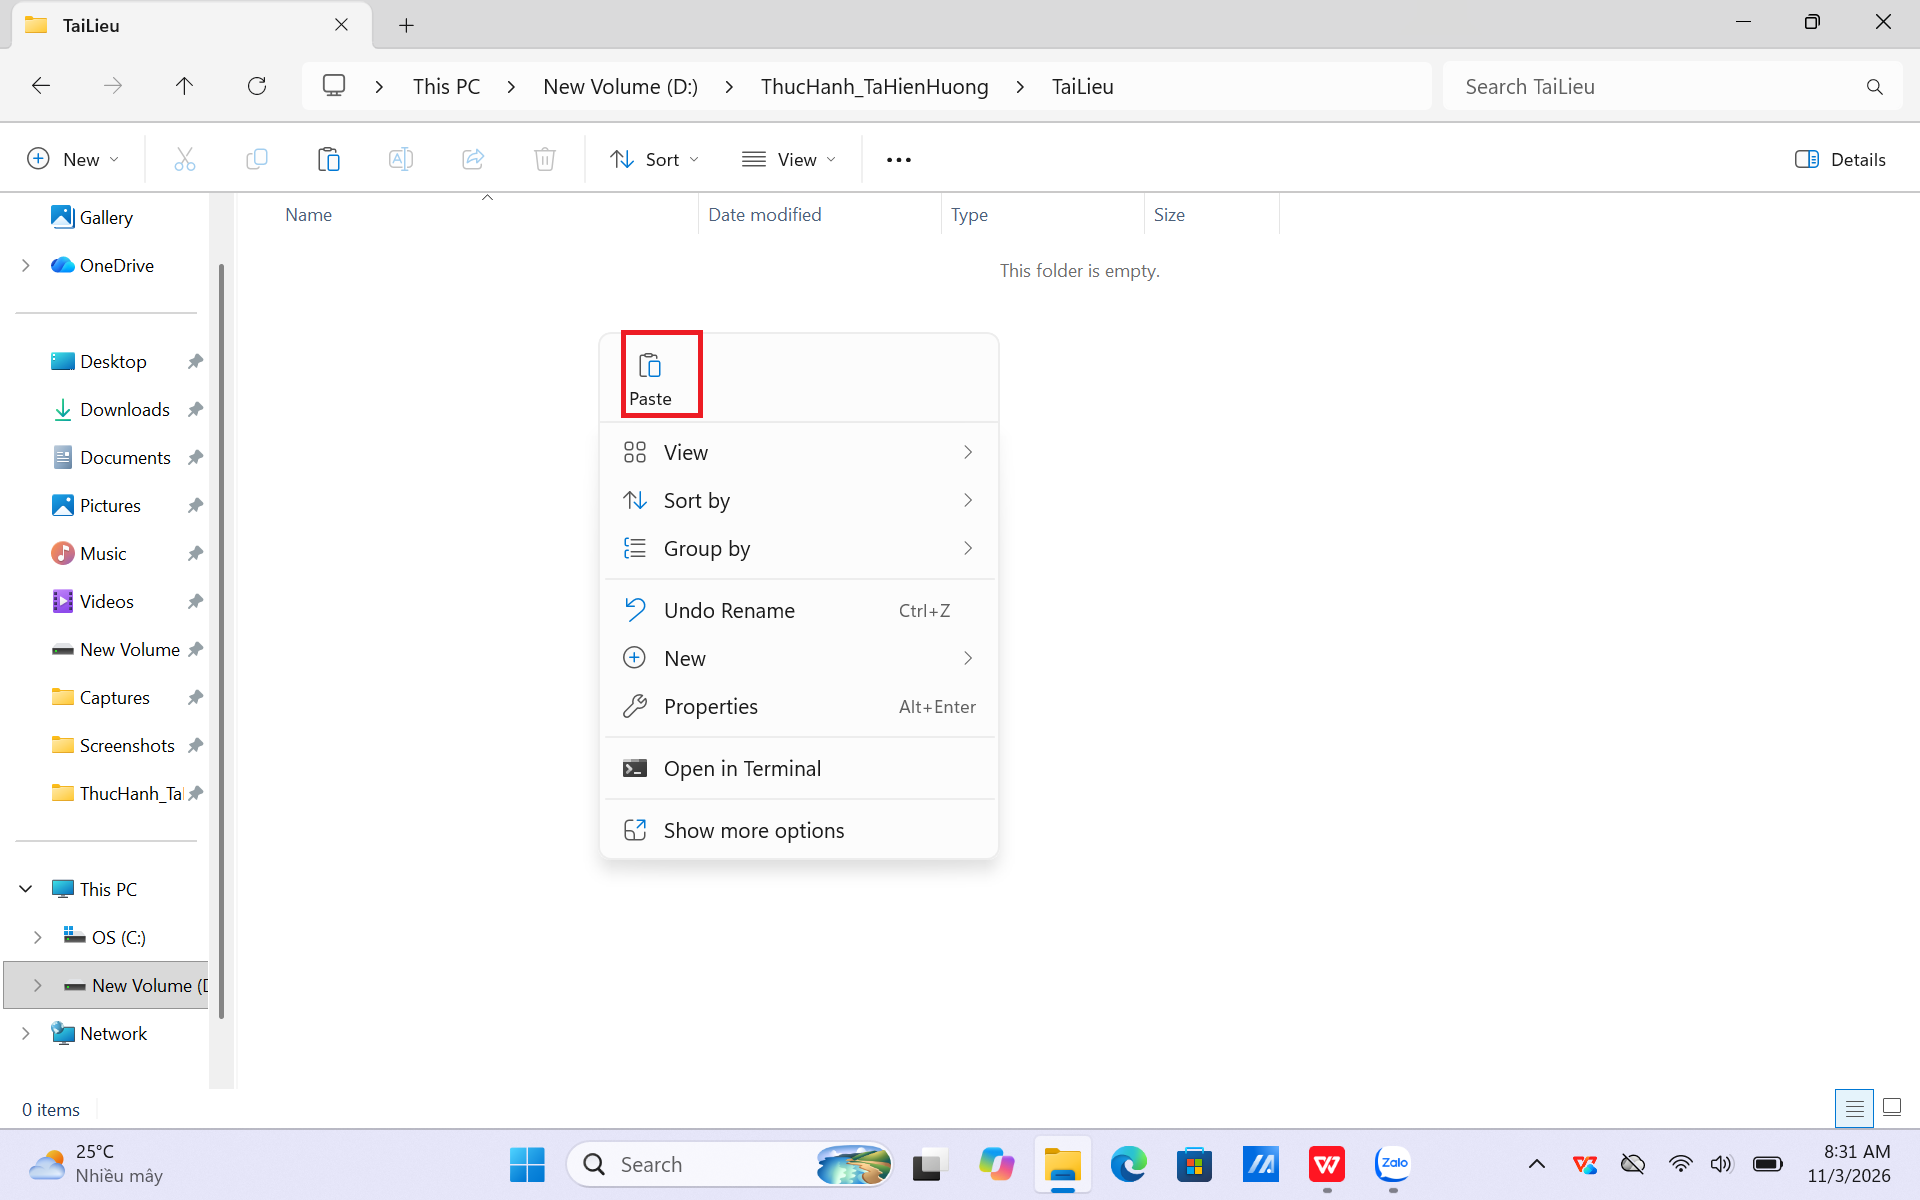 TaiLieu
This PC
New Volume (D:)
ThucHanh_TaHienHuong
TaiLieu
Search TaiLieu
New
Sort
View
Details
Name
Date modified
Type
Size
This folder is empty.
Gallery
OneDrive
Desktop
Downloads
Documents
Pictures
Music
Videos
New Volume
Captures
Screenshots
ThucHanh_Ta
This PC
OS (C:)
New Volume (D
Network
Paste
View
Sort by
Group by
Undo Rename Ctrl+Z
New
Properties Alt+Enter
Open in Terminal
Show more options
0 items
25°C
Nhiều mây
Search
Zalo
8:31 AM
11/3/2026